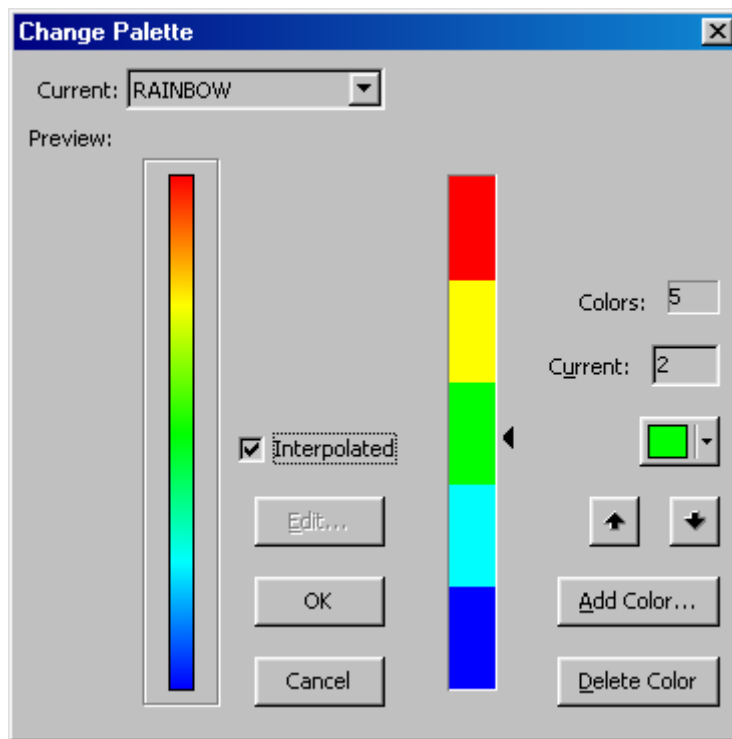 Change Palette
Current: RAINBOW
Preview:
Colors: 5
Current: 2
Interpolated
Edit...
OK
Add Color...
Cancel
Delete Color